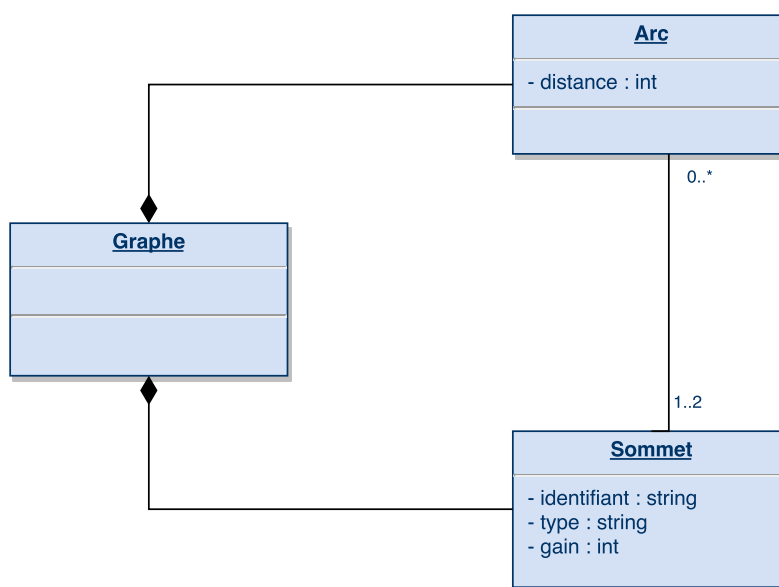 Arc
- distance : int
0..*
Graphe
1..2
Sommet
- identifiant : string
- type : string
- gain : int